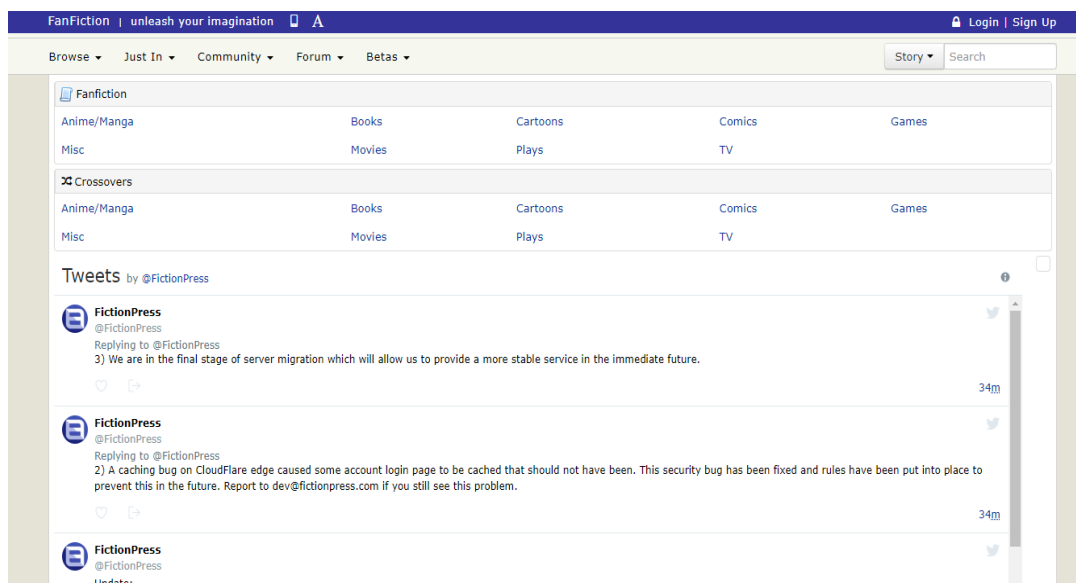 FanFiction | unleash your imagination A Login | Sign Up
Browse Just In Community Forum Betas Story Search
Fanfiction
Anime/Manga Books Cartoons Comics Games
Misc Movies Plays TV
Crossovers
Anime/Manga Books Cartoons Comics Games
Misc Movies Plays TV
Tweets by @FictionPress
FictionPress
@FictionPress
Replying to @FictionPress
3) We are in the final stage of server migration which will allow us to provide a more stable service in the immediate future.
34m
FictionPress
@FictionPress
Replying to @FictionPress
2) A caching bug on CloudFlare edge caused some account login page to be cached that should not have been. This security bug has been fixed and rules have been put into place to
prevent this in the future. Report to dev@fictionpress.com if you still see this problem.
34m
FictionPress
@FictionPress
Update: